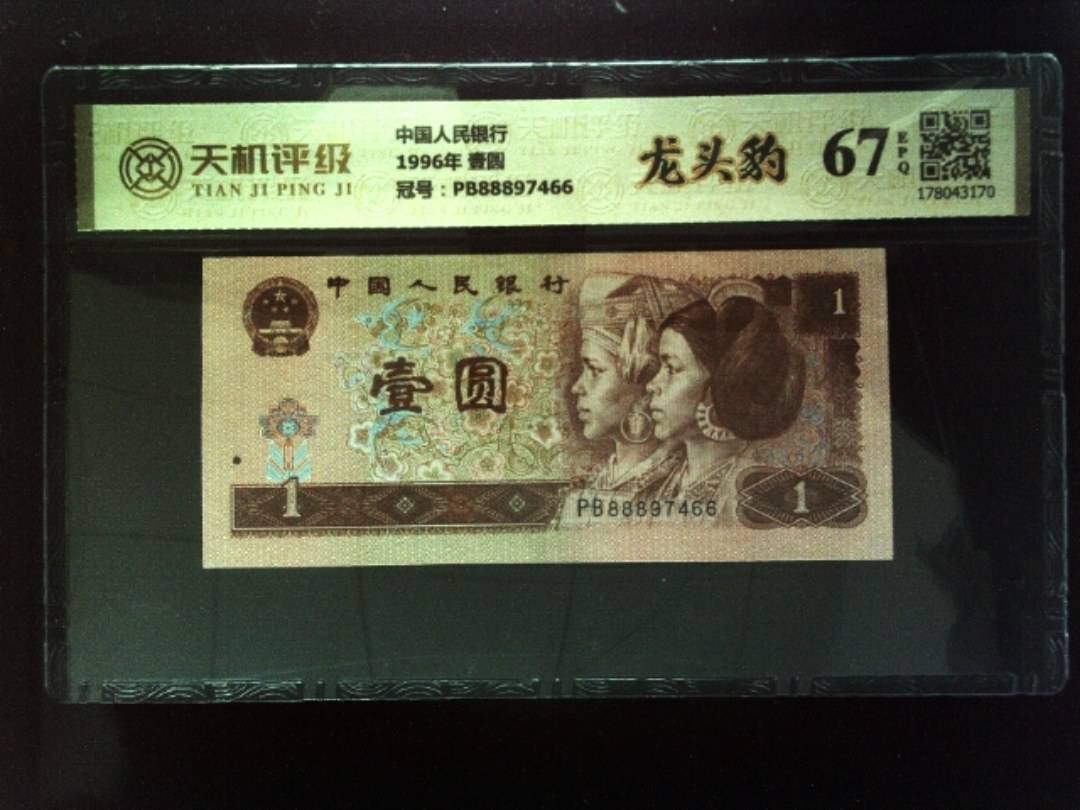 天机评级
TIAN JI PING JI
中国人民银行
1996年 壹圆
冠号：PB88897466
龙头豹
67
EPQ
178043170
中国人民银行
1
壹圆
1
PB88897466
1